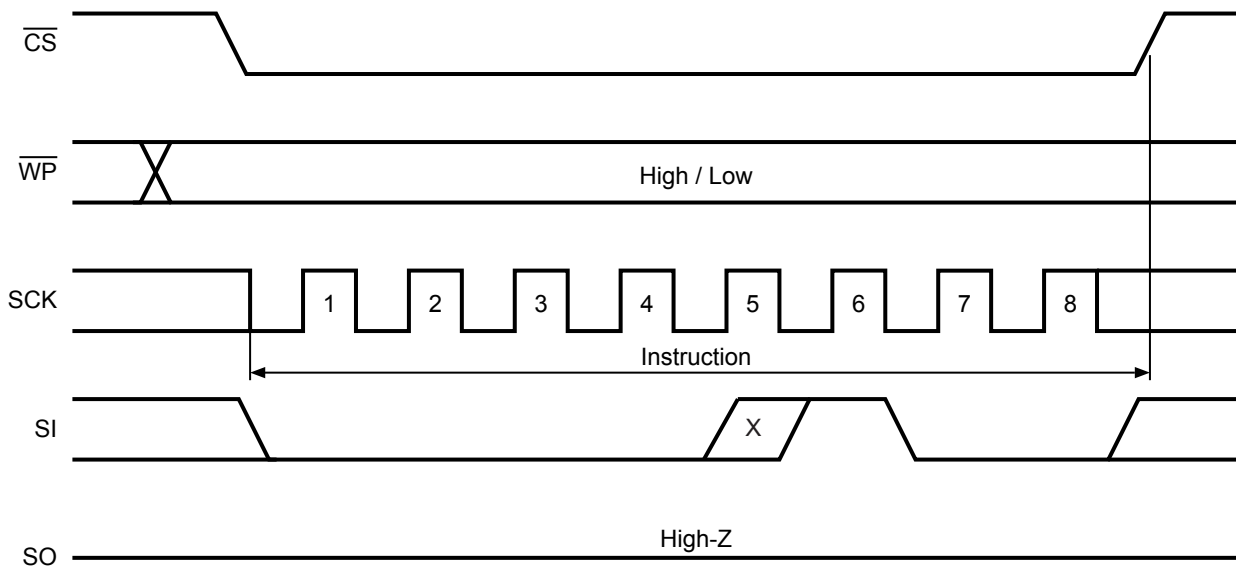 CS
WP
High / Low
SCK
1 2 3 4 5 6 7 8
Instruction
SI
X
High-Z
SO